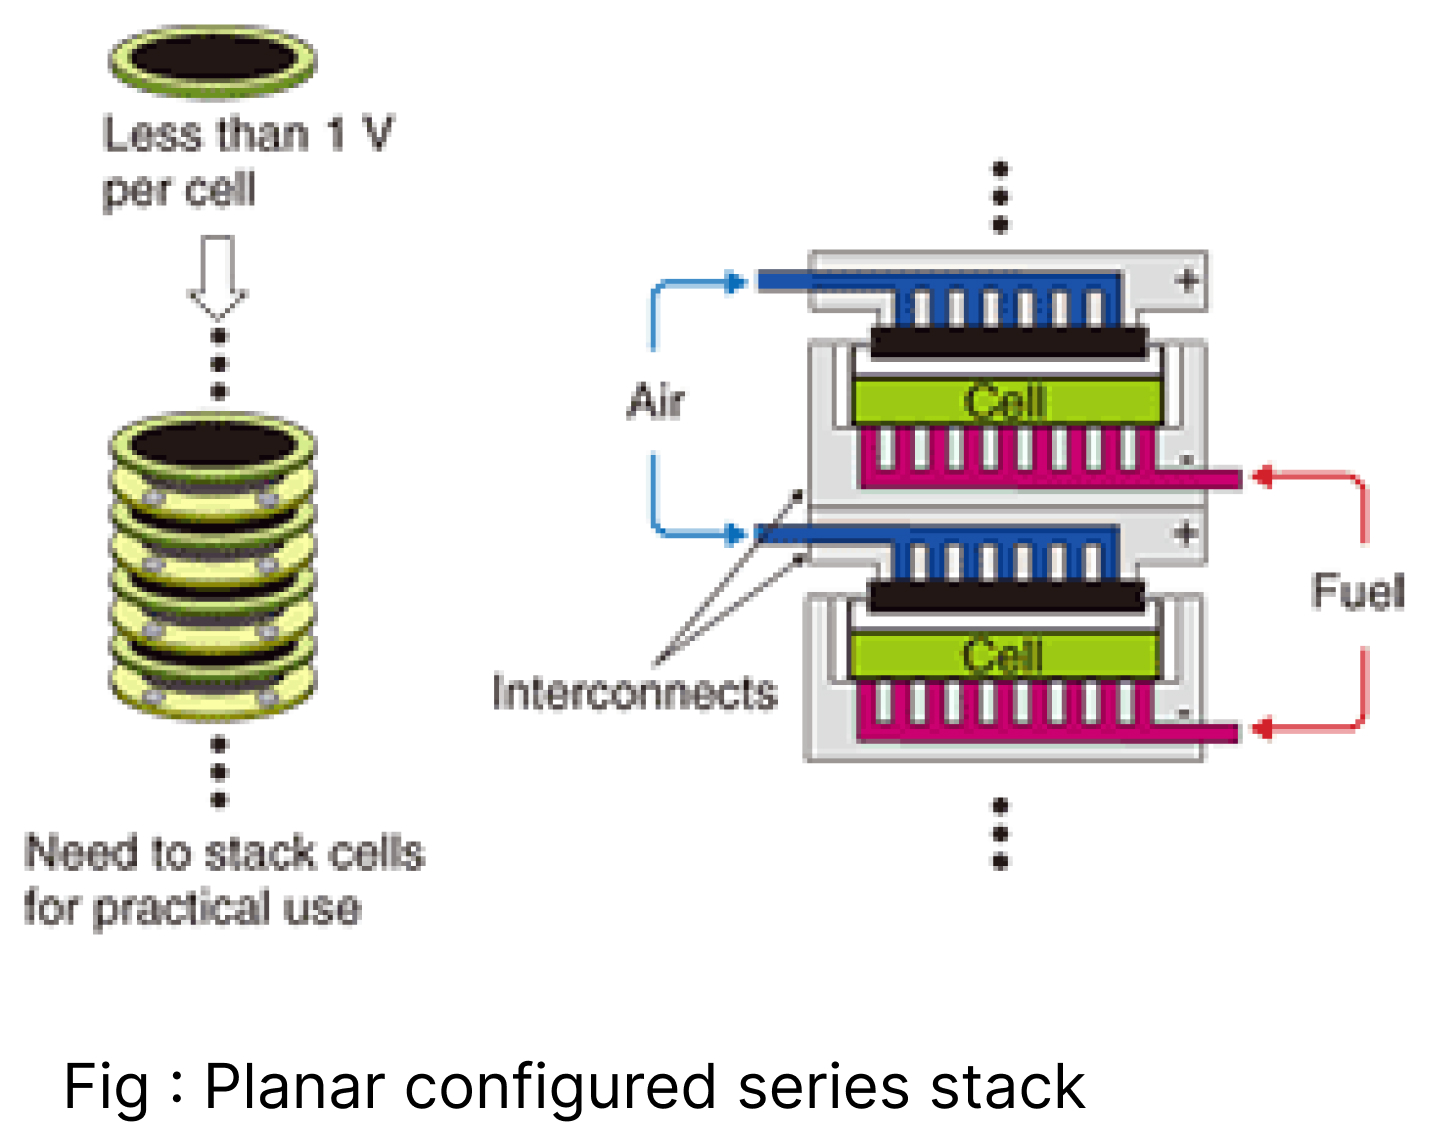 Less than 1 V
per cell
Need to stack cells
for practical use
Air
Interconnects
+
Cell
-
+
Cell
-
Fuel
Fig : Planar configured series stack